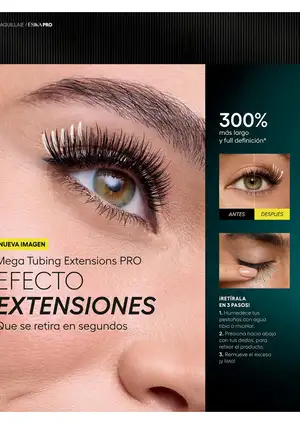 AQUILLAJE / ÉSIKA PRO
300%
más largo
y full definición*
ANTES
DESPUÉS
NUEVA IMAGEN
Mega Tubing Extensions PRO
EFECTO
EXTENSIONES
Que se retira en segundos
¡RETÍRALA
EN 3 PASOS!
1. Humedece tus
pestañas con agua
tibia o micelar.
2. Presiona hacia abajo
con tus dedos, para
retirar el producto.
3. Remueve el exceso
¡y listo!